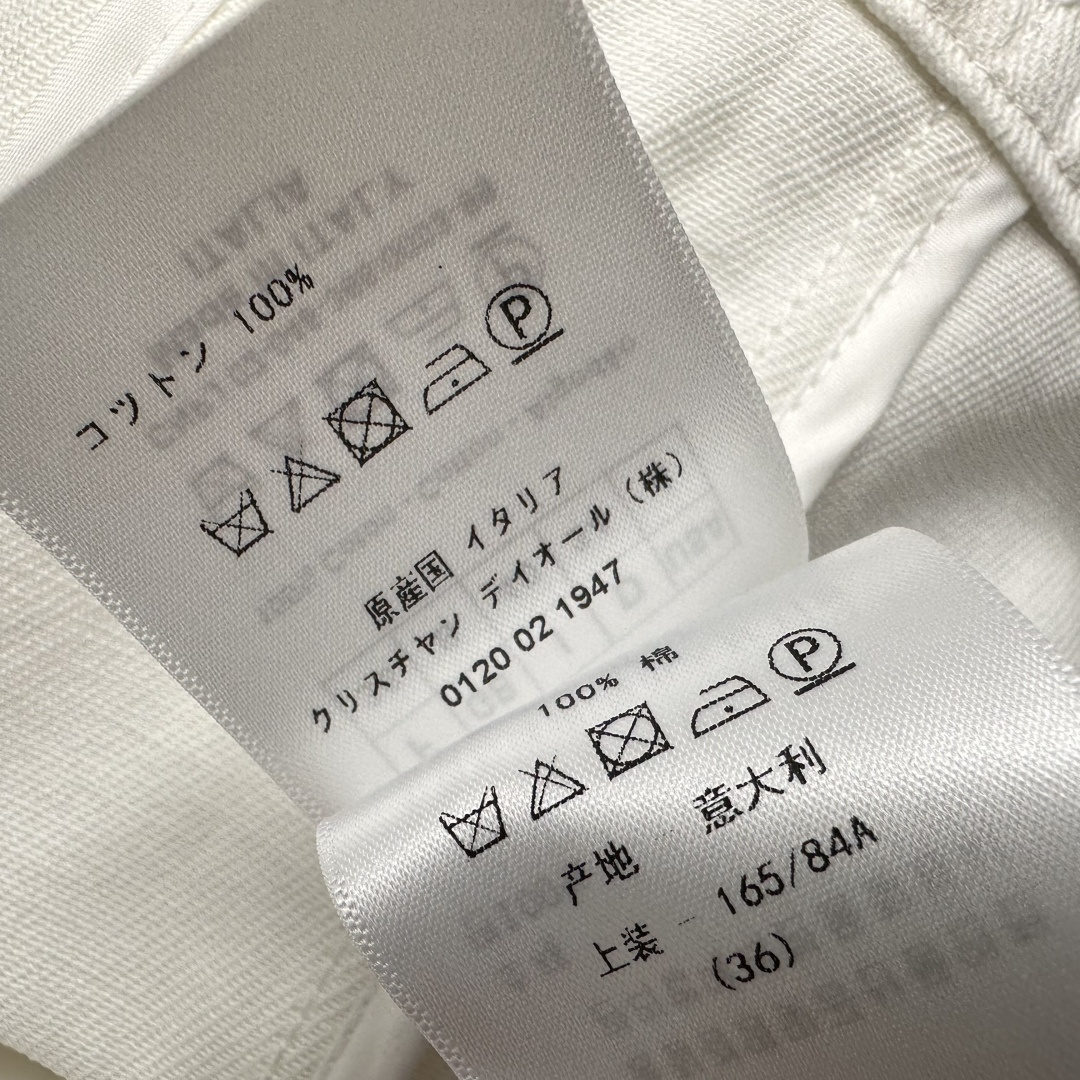 コットン 100%
P
原産国 イタリア
クリスチャン デイオール (株)
0120 02 1947
100% 棉
P
产地 意大利
上装 165/84A
(36)